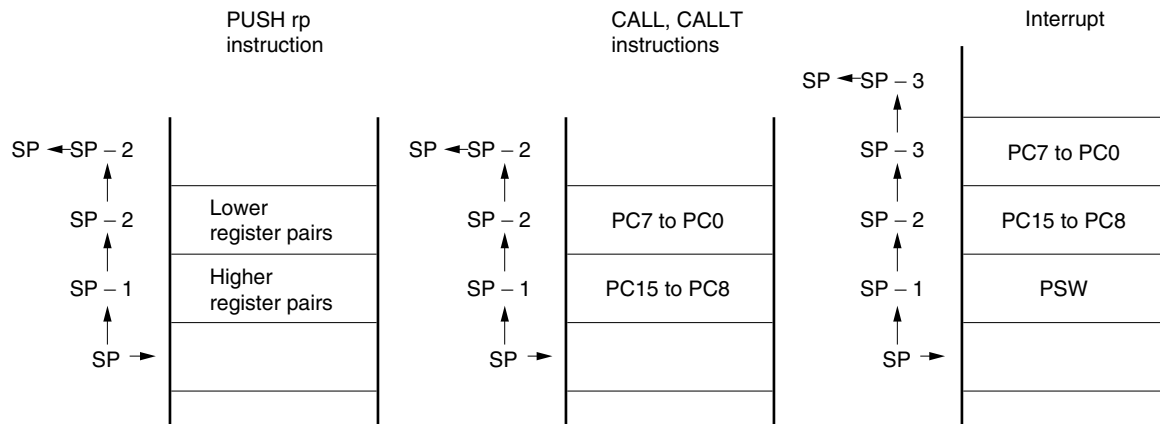 PUSH rp
instruction
SP
SP – 2
SP – 2
Lower
register pairs
SP – 1
Higher
register pairs
SP
CALL, CALLT
instructions
SP
SP – 2
SP – 2
PC7 to PC0
SP – 1
PC15 to PC8
SP
Interrupt
SP
SP – 3
SP – 3
PC7 to PC0
SP – 2
PC15 to PC8
SP – 1
PSW
SP